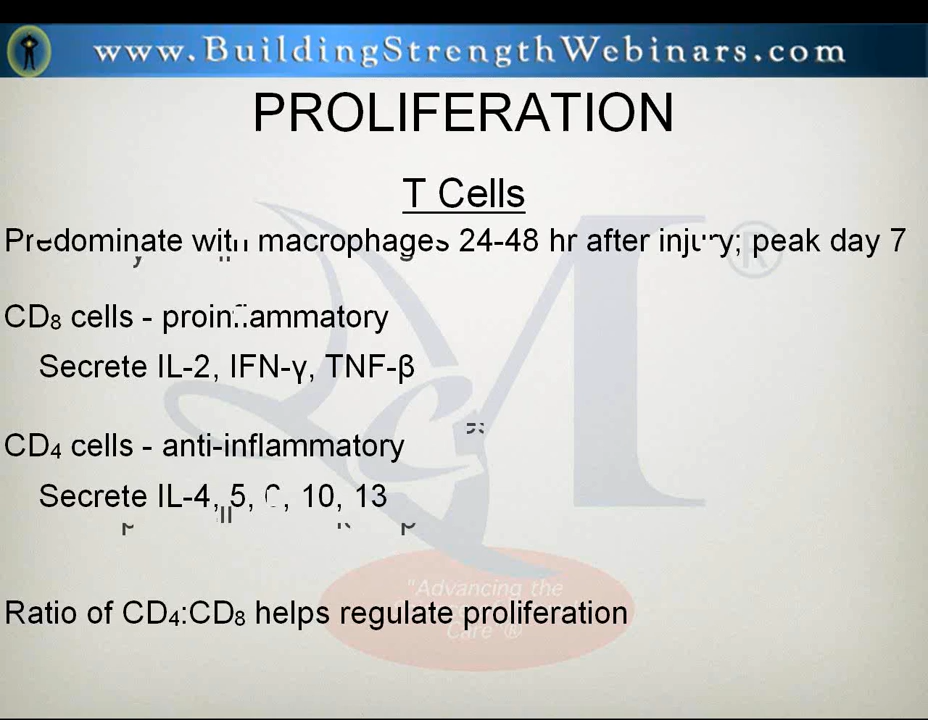 www.BuildingStrengthWebinars.com
PROLIFERATION
T Cells
Predominate with macrophages 24-48 hr after injury; peak day 7
CD8 cells - proinflammatory
Secrete IL-2, IFN-γ, TNF-β
CD4 cells - anti-inflammatory
Secrete IL-4, 5, 6, 10, 13
"Advancing the
Ratio of CD4:CD8 helps regulate proliferation
Care"®
®